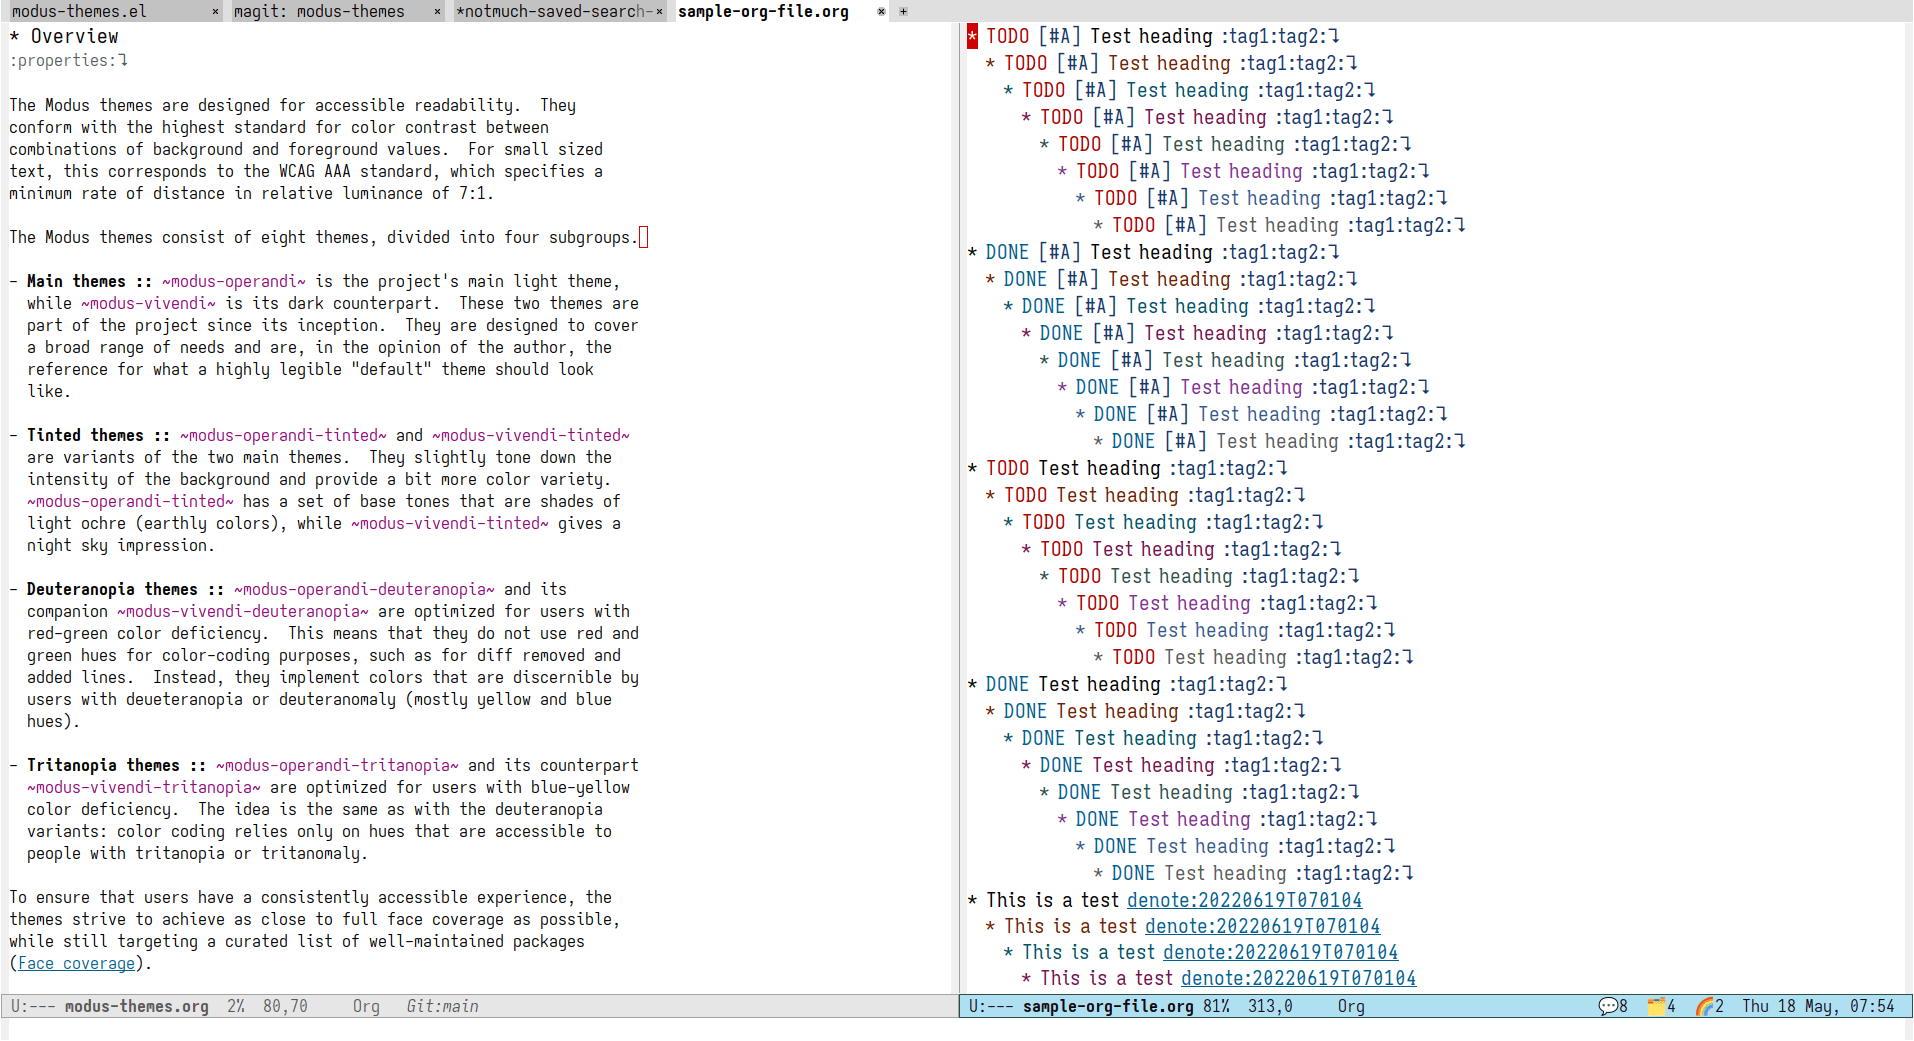 modus-themes.el × magit: modus-themes × *notmuch-saved-search- × sample-org-file.org ⊗ +
* Overview
:properties:⤵

The Modus themes are designed for accessible readability.  They
conform with the highest standard for color contrast between
combinations of background and foreground values.  For small sized
text, this corresponds to the WCAG AAA standard, which specifies a
minimum rate of distance in relative luminance of 7:1.

The Modus themes consist of eight themes, divided into four subgroups.

- Main themes :: ~modus-operandi~ is the project's main light theme,
  while ~modus-vivendi~ is its dark counterpart.  These two themes are
  part of the project since its inception.  They are designed to cover
  a broad range of needs and are, in the opinion of the author, the
  reference for what a highly legible "default" theme should look
  like.

- Tinted themes :: ~modus-operandi-tinted~ and ~modus-vivendi-tinted~
  are variants of the two main themes.  They slightly tone down the
  intensity of the background and provide a bit more color variety.
  ~modus-operandi-tinted~ has a set of base tones that are shades of
  light ochre (earthly colors), while ~modus-vivendi-tinted~ gives a
  night sky impression.

- Deuteranopia themes :: ~modus-operandi-deuteranopia~ and its
  companion ~modus-vivendi-deuteranopia~ are optimized for users with
  red-green color deficiency.  This means that they do not use red and
  green hues for color-coding purposes, such as for diff removed and
  added lines.  Instead, they implement colors that are discernible by
  users with deueteranopia or deuteranomaly (mostly yellow and blue
  hues).

- Tritanopia themes :: ~modus-operandi-tritanopia~ and its counterpart
  ~modus-vivendi-tritanopia~ are optimized for users with blue-yellow
  color deficiency.  The idea is the same as with the deuteranopia
  variants: color coding relies only on hues that are accessible to
  people with tritanopia or tritanomaly.

To ensure that users have a consistently accessible experience, the
themes strive to achieve as close to full face coverage as possible,
while still targeting a curated list of well-maintained packages
(Face coverage).
U:--- modus-themes.org  2%  80,70  Org  Git:main
* TODO [#A] Test heading :tag1:tag2:⤵
* TODO [#A] Test heading :tag1:tag2:⤵
* TODO [#A] Test heading :tag1:tag2:⤵
* TODO [#A] Test heading :tag1:tag2:⤵
* TODO [#A] Test heading :tag1:tag2:⤵
* TODO [#A] Test heading :tag1:tag2:⤵
* TODO [#A] Test heading :tag1:tag2:⤵
* TODO [#A] Test heading :tag1:tag2:⤵
* DONE [#A] Test heading :tag1:tag2:⤵
* DONE [#A] Test heading :tag1:tag2:⤵
* DONE [#A] Test heading :tag1:tag2:⤵
* DONE [#A] Test heading :tag1:tag2:⤵
* DONE [#A] Test heading :tag1:tag2:⤵
* DONE [#A] Test heading :tag1:tag2:⤵
* DONE [#A] Test heading :tag1:tag2:⤵
* DONE [#A] Test heading :tag1:tag2:⤵
* TODO Test heading :tag1:tag2:⤵
* TODO Test heading :tag1:tag2:⤵
* TODO Test heading :tag1:tag2:⤵
* TODO Test heading :tag1:tag2:⤵
* TODO Test heading :tag1:tag2:⤵
* TODO Test heading :tag1:tag2:⤵
* TODO Test heading :tag1:tag2:⤵
* TODO Test heading :tag1:tag2:⤵
* DONE Test heading :tag1:tag2:⤵
* DONE Test heading :tag1:tag2:⤵
* DONE Test heading :tag1:tag2:⤵
* DONE Test heading :tag1:tag2:⤵
* DONE Test heading :tag1:tag2:⤵
* DONE Test heading :tag1:tag2:⤵
* DONE Test heading :tag1:tag2:⤵
* DONE Test heading :tag1:tag2:⤵
* This is a test denote:20220619T070104
* This is a test denote:20220619T070104
* This is a test denote:20220619T070104
* This is a test denote:20220619T070104
U:--- sample-org-file.org 81%  313,0  Org  💬8  🗂️4  🌈2  Thu 18 May, 07:54